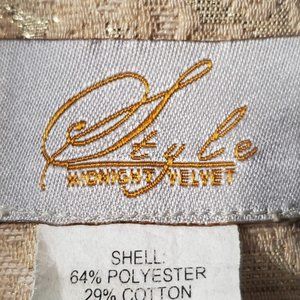 Style
MIDNIGHT VELVET
SHELL:
64% POLYESTER
29% COTTON